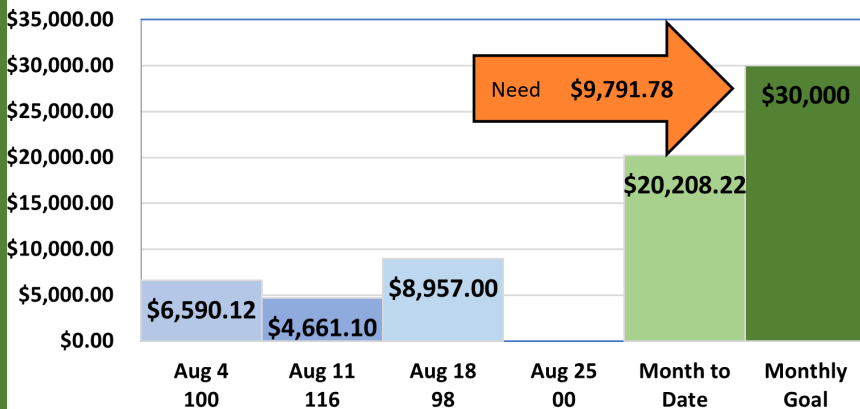 $35,000.00
$30,000.00
$25,000.00
$20,000.00
$15,000.00
$10,000.00
$5,000.00
$0.00
Need $9,791.78
$30,000
$20,208.22
$8,957.00
$6,590.12
$4,661.10
Aug 4
100
Aug 11
116
Aug 18
98
Aug 25
00
Month to
Date
Monthly
Goal